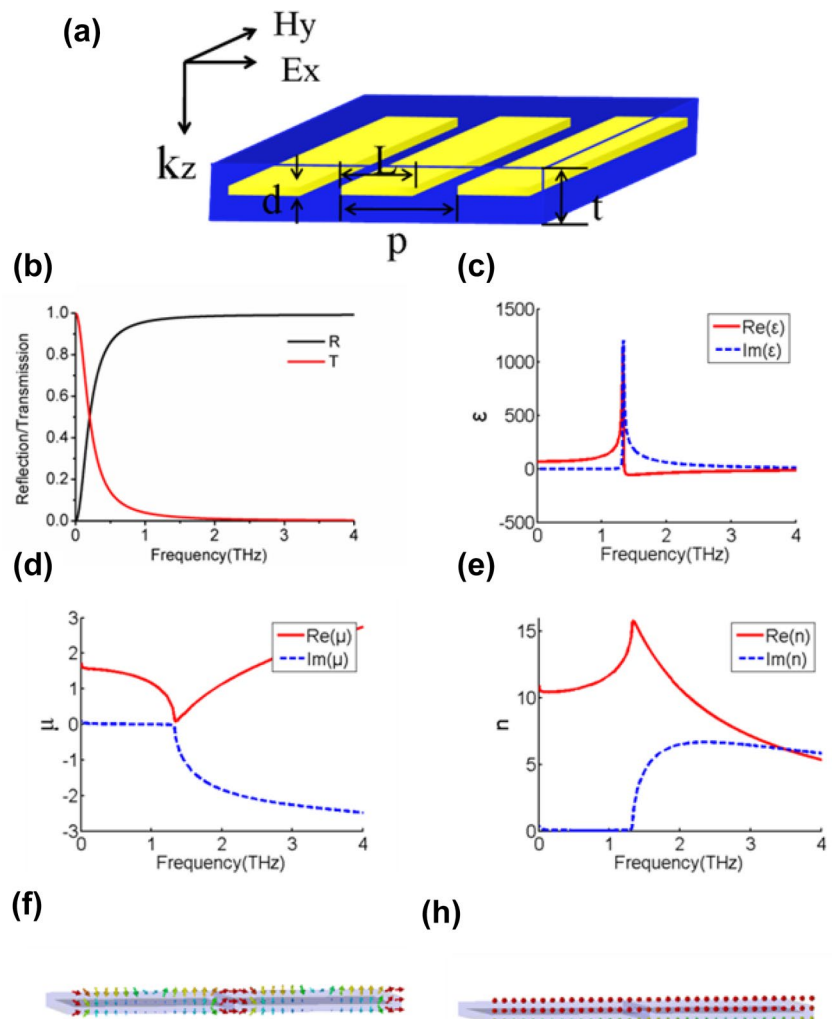 (a)
Hy
Ex
kz
L
d
t
p
(b)
Reflection/Transmission
1.0
0.8
0.6
0.4
0.2
0.0
R
T
0 1 2 3 4
Frequency(THz)
(c)
ε
1500
1000
500
0
-500
Re(ε)
Im(ε)
0 1 2 3 4
Frequency(THz)
(d)
μ
3
2
1
0
-1
-2
-3
Re(μ)
Im(μ)
0 1 2 3 4
Frequency(THz)
(e)
n
15
10
5
0
Re(n)
Im(n)
0 1 2 3 4
Frequency(THz)
(f)
(h)